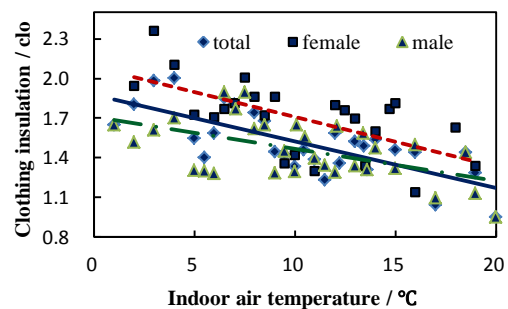 Clothing insulation / clo
2.3
2.0
1.7
1.4
1.1
0.8
total female male
0 5 10 15 20
Indoor air temperature / ℃